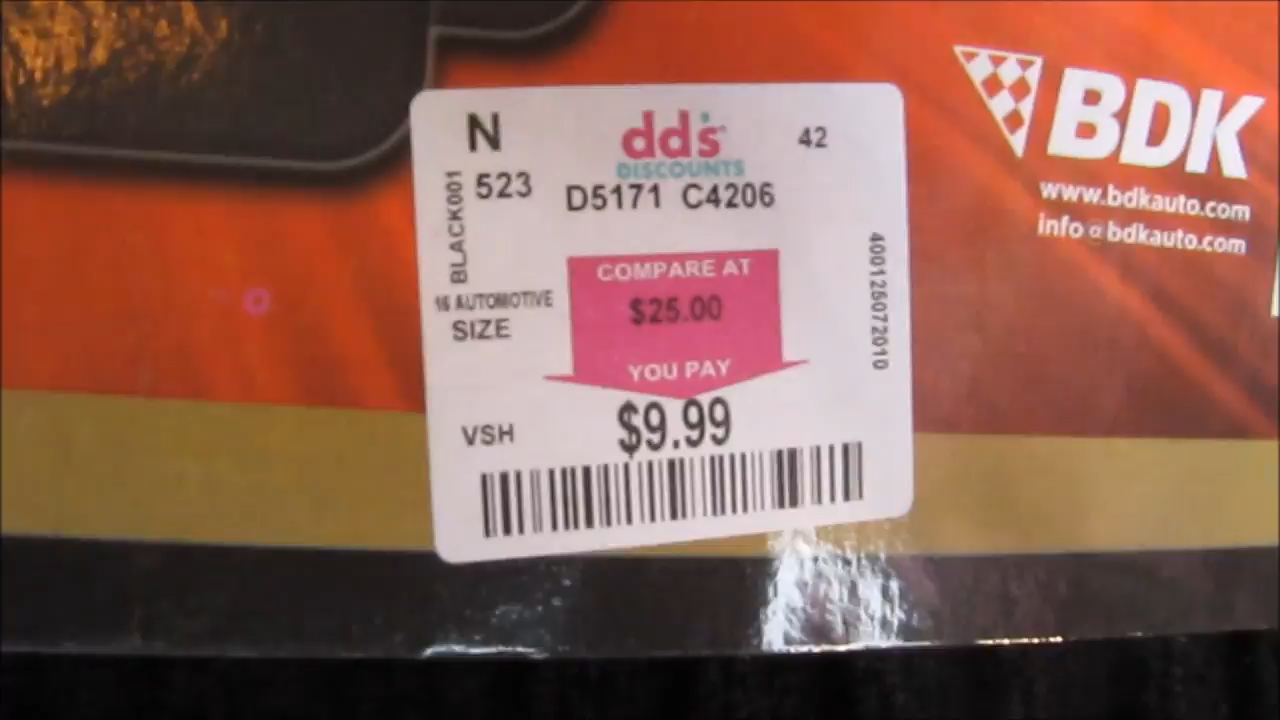 N
dd's
DISCOUNTS
42
523
D5171 C4206
BLACK001
16 AUTOMOTIVE
SIZE
COMPARE AT
$25.00
YOU PAY
$9.99
VSH
400125072010
BDK
www.bdkauto.com
info@bdkauto.com